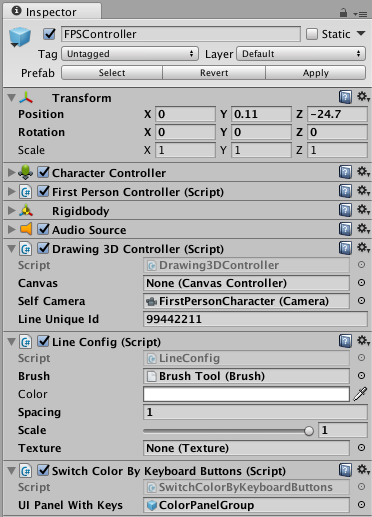 Inspector
FPSController Static
Tag Untagged Layer Default
Prefab Select Revert Apply
Transform
Position X 0 Y 0.11 Z -24.7
Rotation X 0 Y 0 Z 0
Scale X 1 Y 1 Z 1
Character Controller
First Person Controller (Script)
Rigidbody
Audio Source
Drawing 3D Controller (Script)
Script Drawing3DController
Canvas None (Canvas Controller)
Self Camera FirstPersonCharacter (Camera)
Line Unique Id 99442211
Line Config (Script)
Script LineConfig
Brush Brush Tool (Brush)
Color
Spacing 1
Scale 1
Texture None (Texture)
Switch Color By Keyboard Buttons (Script)
Script SwitchColorByKeyboardButtons
UI Panel With Keys ColorPanelGroup